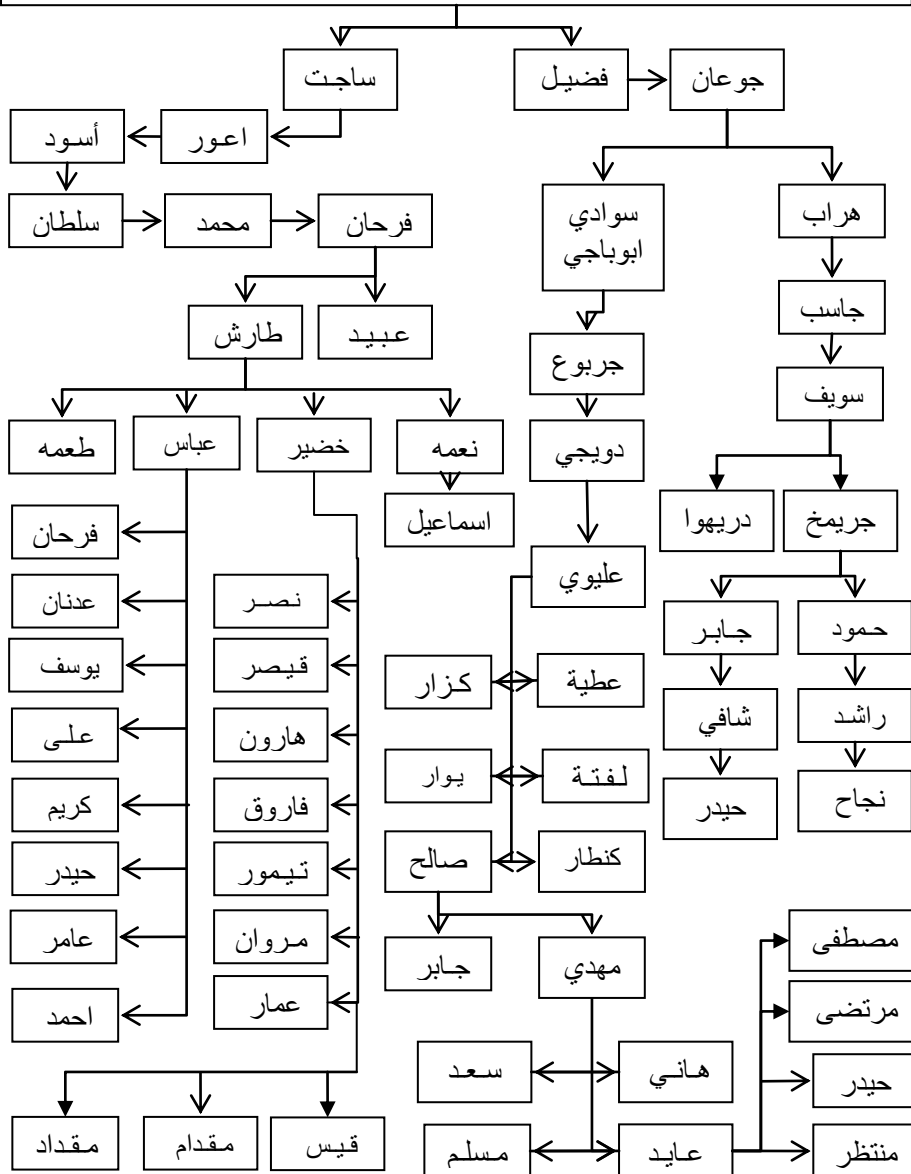 ساجت
فضيل
جوعان
أسود
اعور
سلطان
محمد
فرحان
سوادي
ابوباجي
هراب
طارش
عبيد
جاسب
جربوع
سويف
طعمه
عباس
خضير
نعمه
دويجي
اسماعيل
دريهوا
جريمخ
فرحان
عدنان
يوسف
على
كريم
حيدر
عامر
احمد
نصر
قيصر
هارون
فاروق
تيمور
مروان
عمار
عليوي
كزار
عطية
يوار
لفتة
صالح
كنطار
جابر
حمود
شافي
راشد
حيدر
نجاح
جابر
مهدي
مصطفى
مرتضى
حيدر
منتظر
سعد
هاني
مسلم
عايد
مقداد
مقدام
قيس